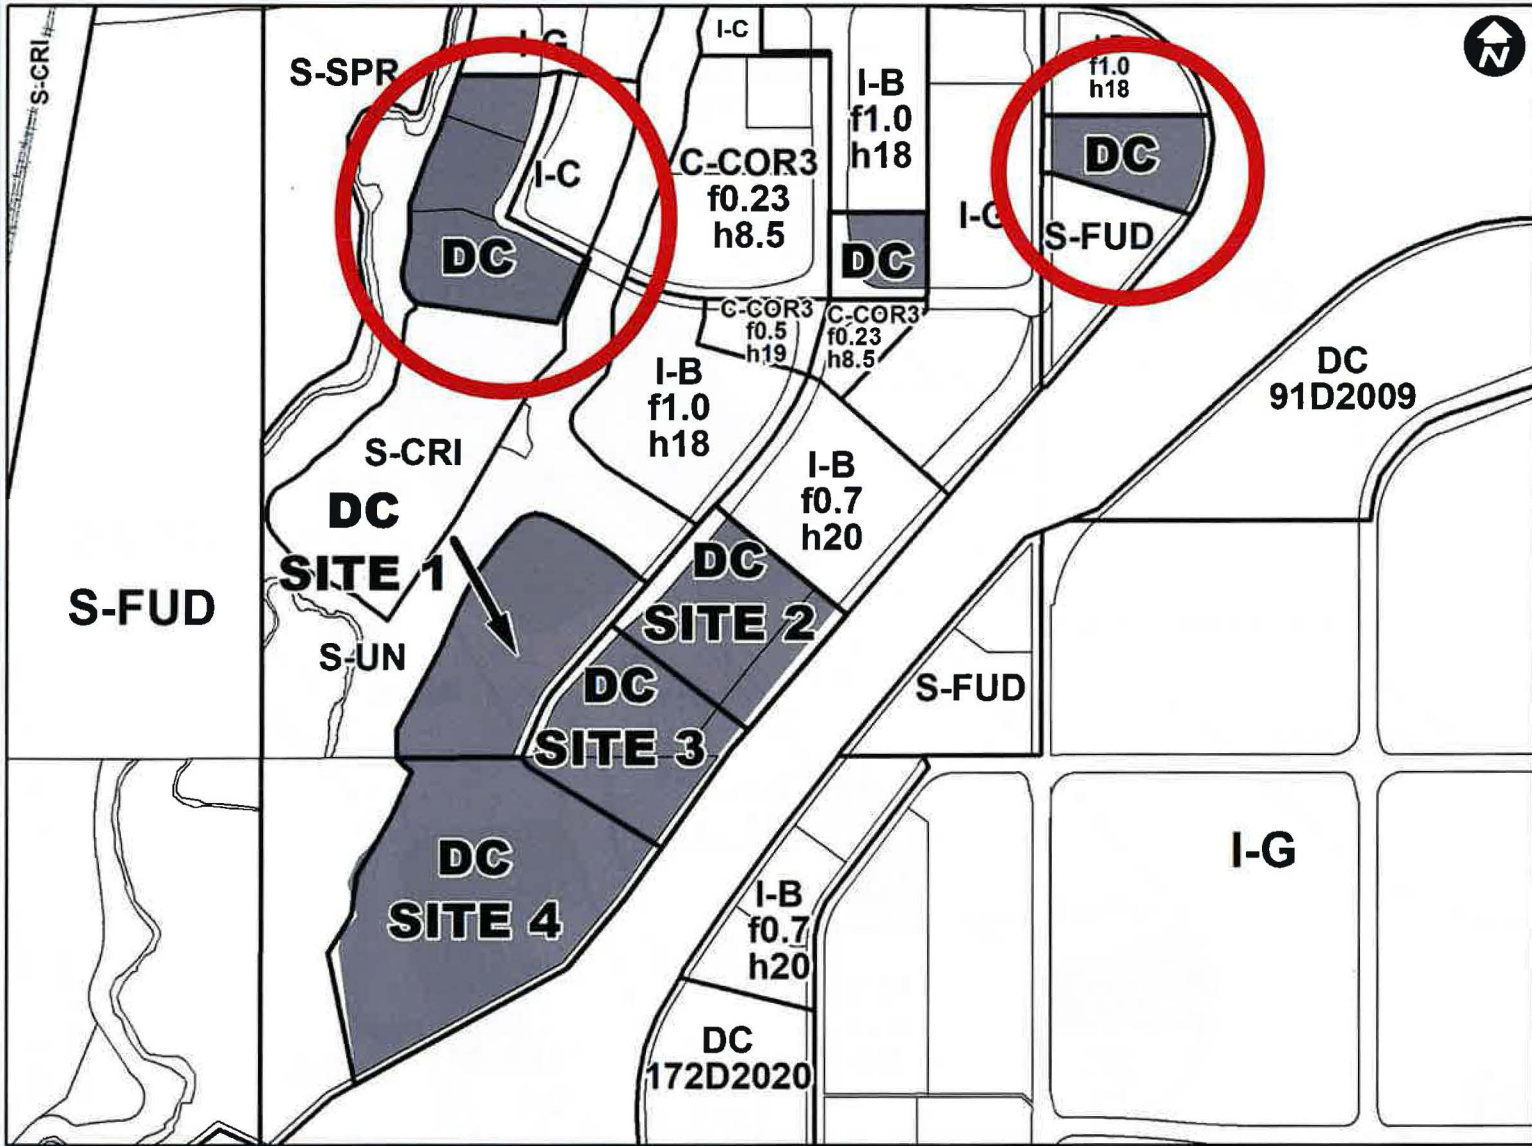 S-CRI
S-SPR
I-G
I-C
I-C
I-B
f1.0
h18
f1.0
h18
N
DC
C-COR3
f0.23
h8.5
I-C
DC
DC
I-G
S-FUD
C-COR3
f0.5
h19
C-COR3
f0.23
h8.5
I-B
f1.0
h18
DC
91D2009
S-CRI
DC
SITE 1
I-B
f0.7
h20
DC
SITE 2
S-FUD
S-UN
DC
SITE 3
S-FUD
DC
SITE 4
I-G
I-B
f0.7
h20
DC
172D2020